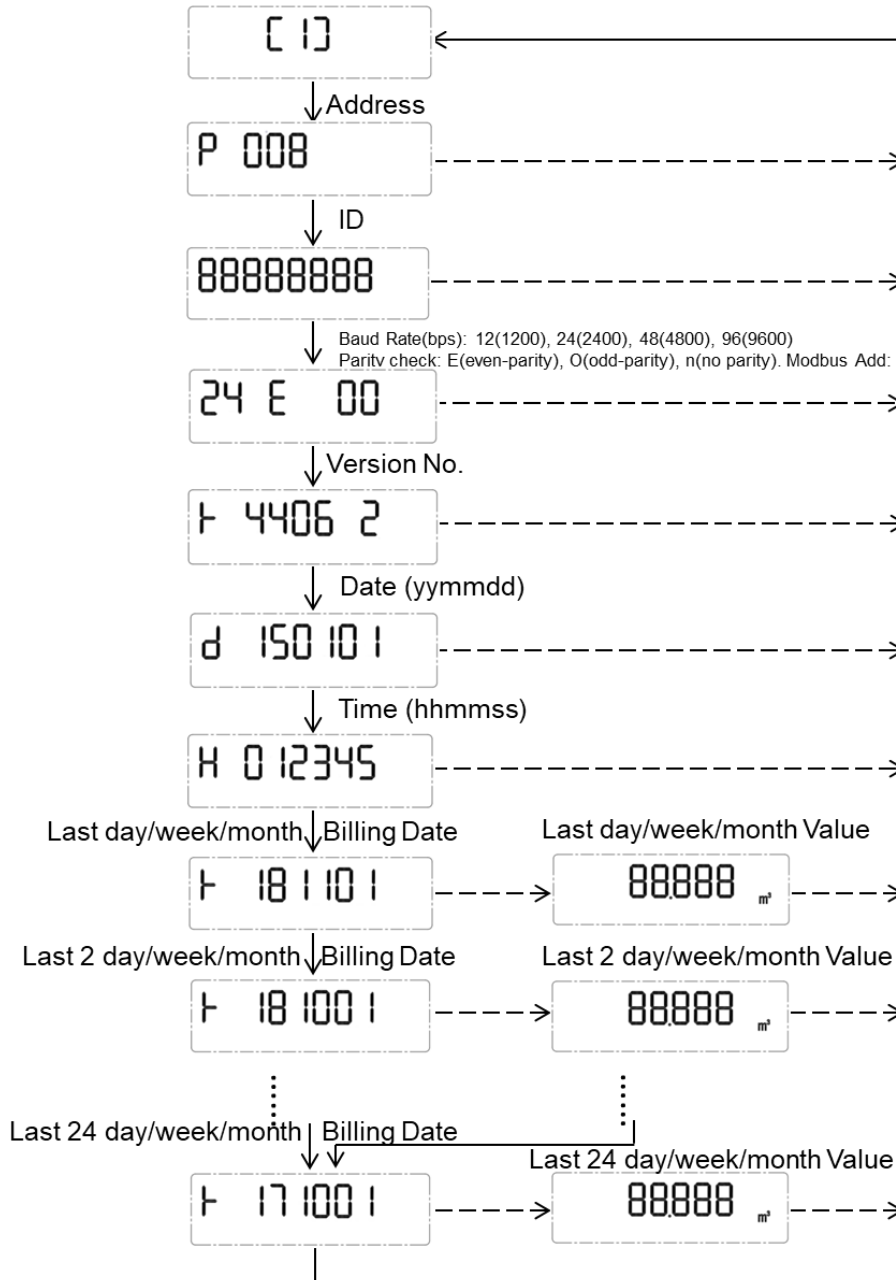 [1]
Address
P 008
ID
88888888
Baud Rate(bps): 12(1200), 24(2400), 48(4800), 96(9600)
Parity check: E(even-parity), O(odd-parity), n(no parity). Modbus Add:
24 E 00
Version No.
⊦ 4406 2
Date (yymmdd)
d 150101
Time (hhmmss)
H 012345
Last day/week/month Billing Date
Last day/week/month Value
⊦ 181101
88.888 m³
Last 2 day/week/month Billing Date
Last 2 day/week/month Value
⊦ 181001
88.888 m³
Last 24 day/week/month Billing Date
Last 24 day/week/month Value
⊦ 171001
88.888 m³